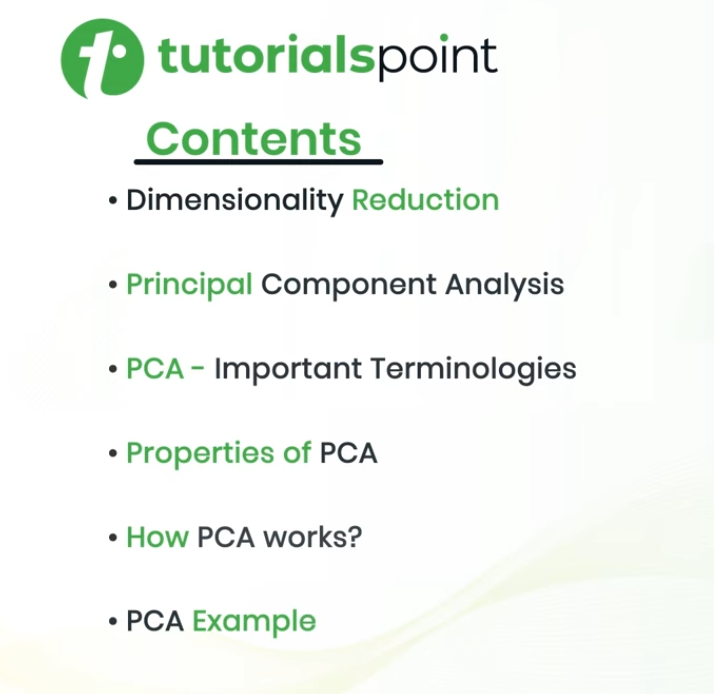 tutorialspoint
Contents
• Dimensionality Reduction
• Principal Component Analysis
• PCA - Important Terminologies
• Properties of PCA
• How PCA works?
• PCA Example